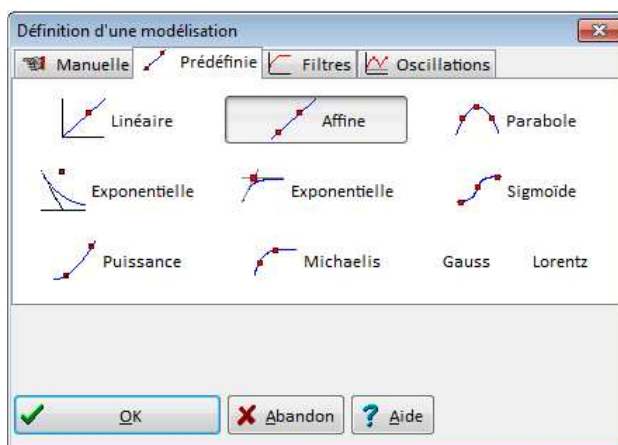 Définition d'une modélisation
Manuelle Prédéfinie Filtres Oscillations
Linéaire Affine Parabole
Exponentielle Exponentielle Sigmoïde
Puissance Michaelis Gauss Lorentz
OK Abandon ? Aide